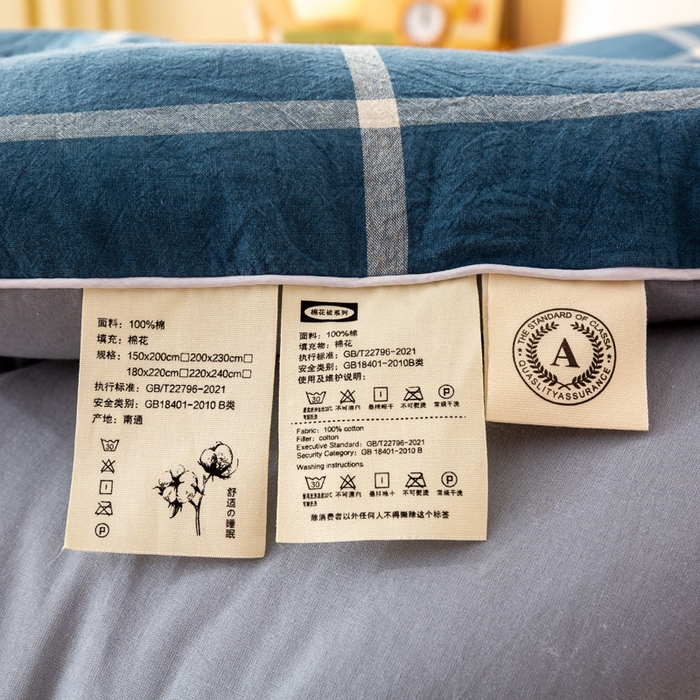 面料：100%棉
填充：棉花
规格：150x200cm□200x230cm□
180x220cm□220x240cm□
执行标准：GB/T22796-2021
安全类别：GB18401-2010 B类
产地：南通
30
P
舒适の睡眠
棉花被系列
面料：100%棉
填充物：棉花
执行标准：GB/T22796-2021
安全类别：GB18401-2010B类
使用及维护说明：
30 P
不可漂白 悬挂晾干 不可熨烫 常规干洗
Fabric: 100% cotton
Filler: cotton
Executive Standard: GB/T22796-2021
Security Category: GB 18401-2010 B
Washing instructions
30 P
不可漂白 悬挂晾干 不可熨烫 常规干洗
除消费者以外任何人不得撕除这个标签
THE STANDARD OF CLASSA
A
QUASLITYASSURANCE